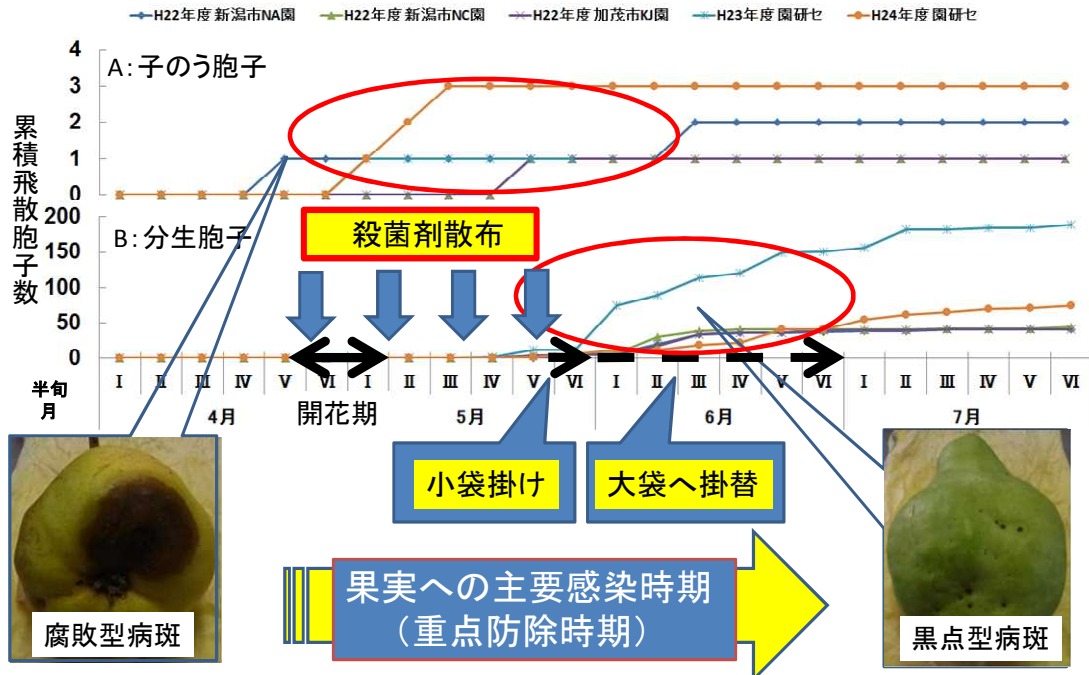 H22年度 新潟市NA園 H22年度 新潟市NC園 H22年度 加茂市KJ園 H23年度 園研セ H24年度 園研セ
累積飛散胞子数
4
3
2
1
0
A:子のう胞子
200
150
100
50
0
B:分生胞子
殺菌剤散布
半旬 Ⅰ Ⅱ Ⅲ Ⅳ Ⅴ Ⅵ Ⅰ Ⅱ Ⅲ Ⅳ Ⅴ Ⅵ Ⅰ Ⅱ Ⅲ Ⅳ Ⅴ Ⅵ Ⅰ Ⅱ Ⅲ Ⅳ Ⅴ Ⅵ
月 4月 5月 6月 7月
開花期
小袋掛け
大袋へ掛替
果実への主要感染時期
(重点防除時期)
腐敗型病斑
黒点型病斑